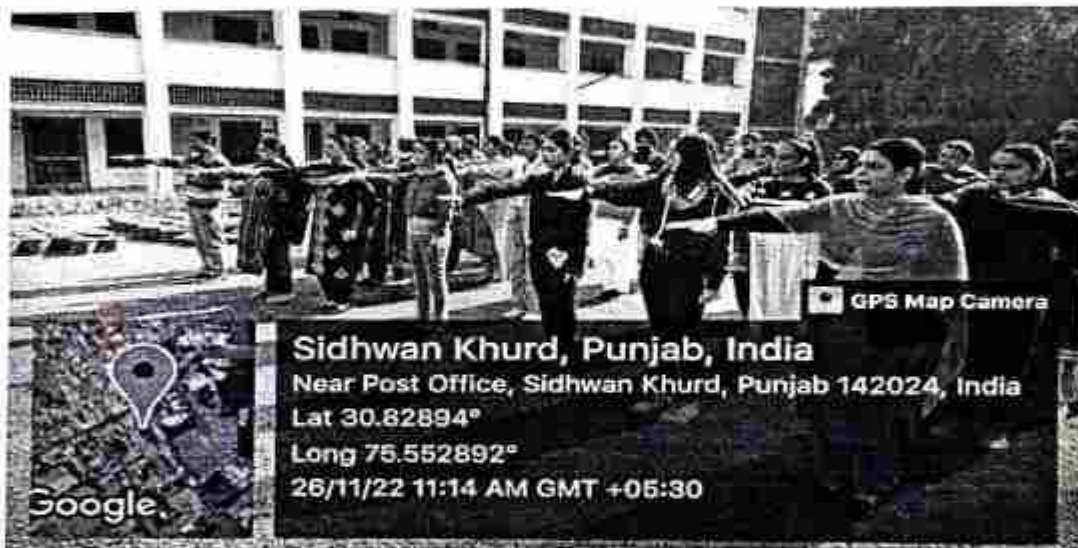 GPS Map Camera
Sidhwan Khurd, Punjab, India
Near Post Office, Sidhwan Khurd, Punjab 142024, India
Lat 30.82894°
Long 75.552892°
26/11/22 11:14 AM GMT +05:30
Google